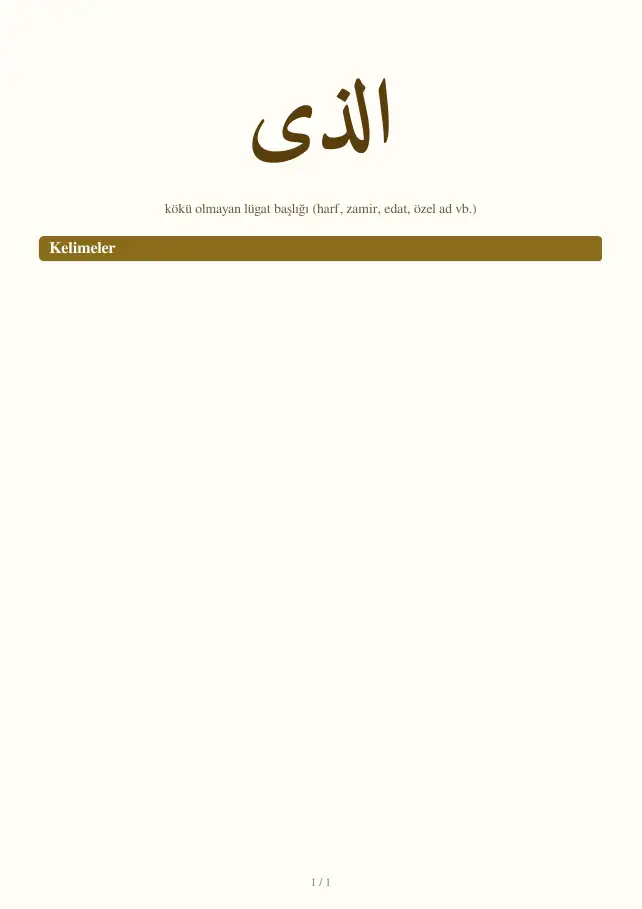 الذى
kökü olmayan lügat başlığı (harf, zamir, edat, özel ad vb.)
Kelimeler
1 / 1